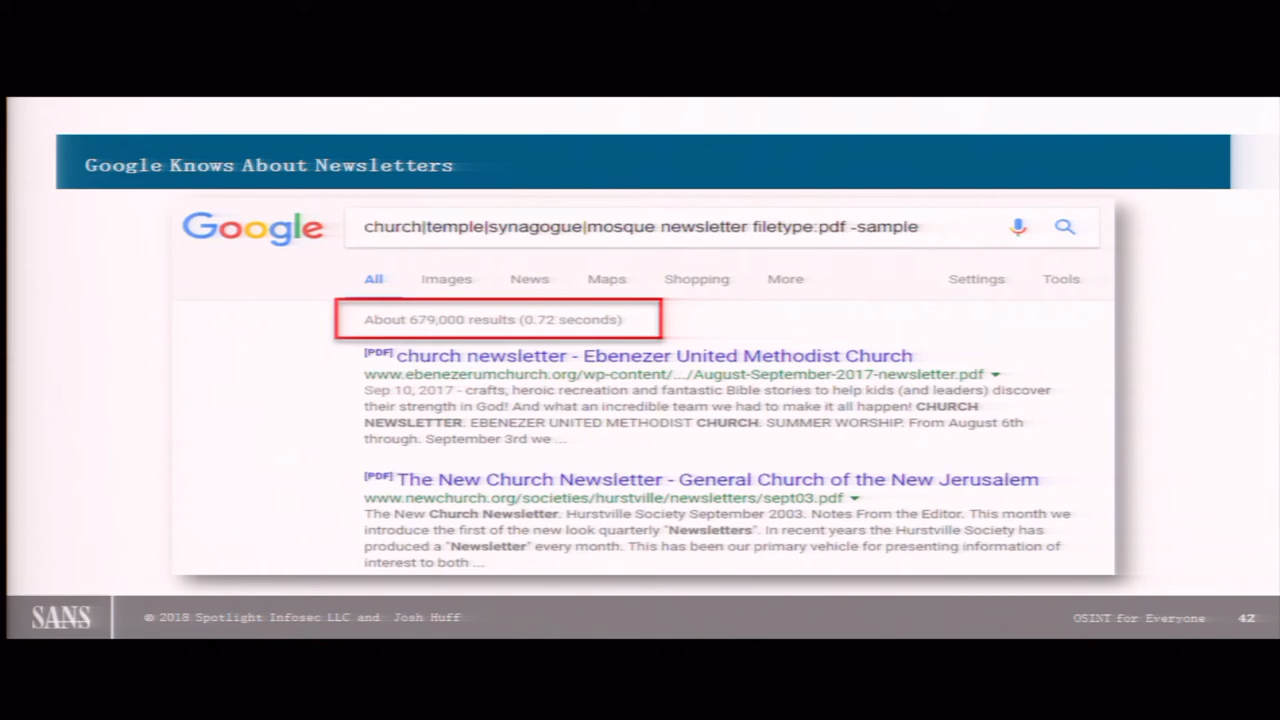 Google Knows About Newsletters
Google church|temple|synagogue|mosque newsletter filetype:pdf -sample
All Images News Maps Shopping More Settings Tools
About 679,000 results (0.72 seconds)
[PDF] church newsletter - Ebenezer United Methodist Church
www.ebenezerumchurch.org/wp-content/.../August-September-2017-newsletter.pdf
Sep 10, 2017 - crafts, heroic recreation and fantastic Bible stories to help kids (and leaders) discover
their strength in God! And what an incredible team we had to make it all happen! CHURCH
NEWSLETTER. EBENEZER UNITED METHODIST CHURCH. SUMMER WORSHIP. From August 6th
through. September 3rd we ...
[PDF] The New Church Newsletter - General Church of the New Jerusalem
www.newchurch.org/societies/hurstville/newsletters/sept03.pdf
The New Church Newsletter. Hurstville Society September 2003. Notes From the Editor. This month we
introduce the first of the new look quarterly "Newsletters". In recent years the Hurstville Society has
produced a "Newsletter" every month. This has been our primary vehicle for presenting information of
interest to both ...
SANS © 2018 Spotlight Infosec LLC and Josh Huff OSINT for Everyone 42